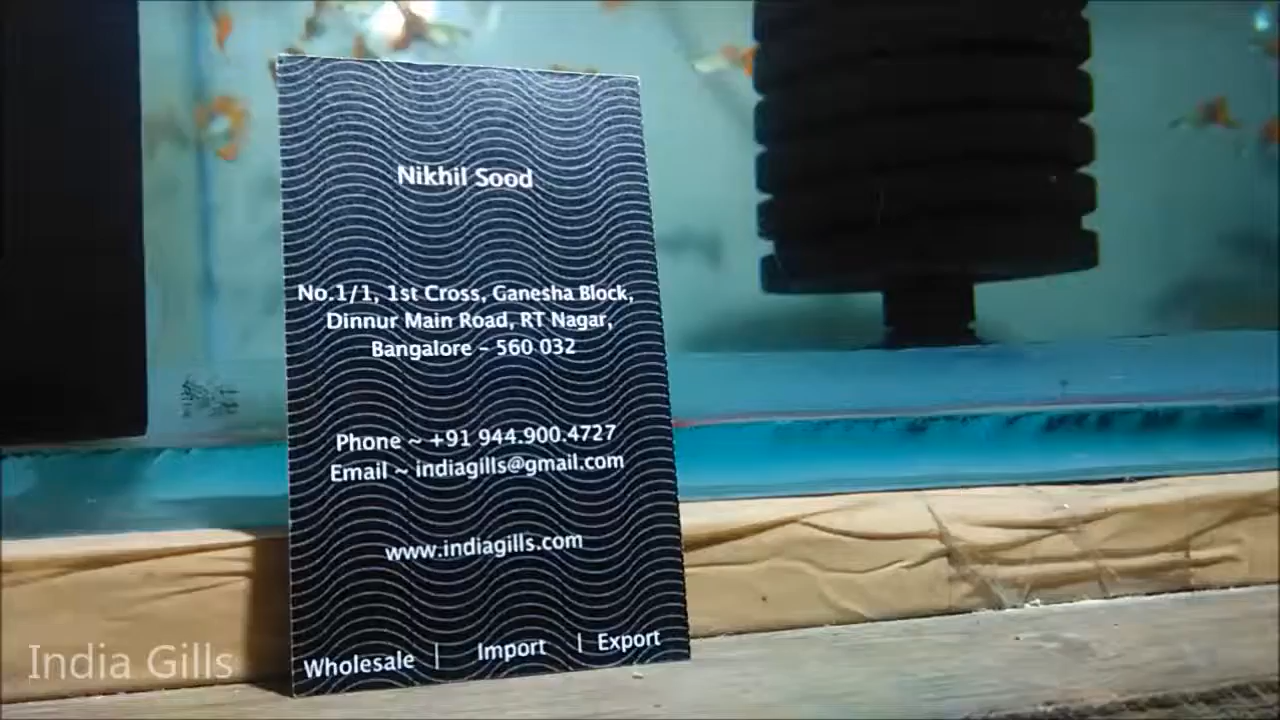 Nikhil Sood
No.1/1, 1st Cross, Ganesha Block,
Dinnur Main Road, RT Nagar,
Bangalore - 560 032
Phone ~ +91 944.900.4727
Email ~ indiagills@gmail.com
www.indiagills.com
Wholesale | Import | Export
India Gills